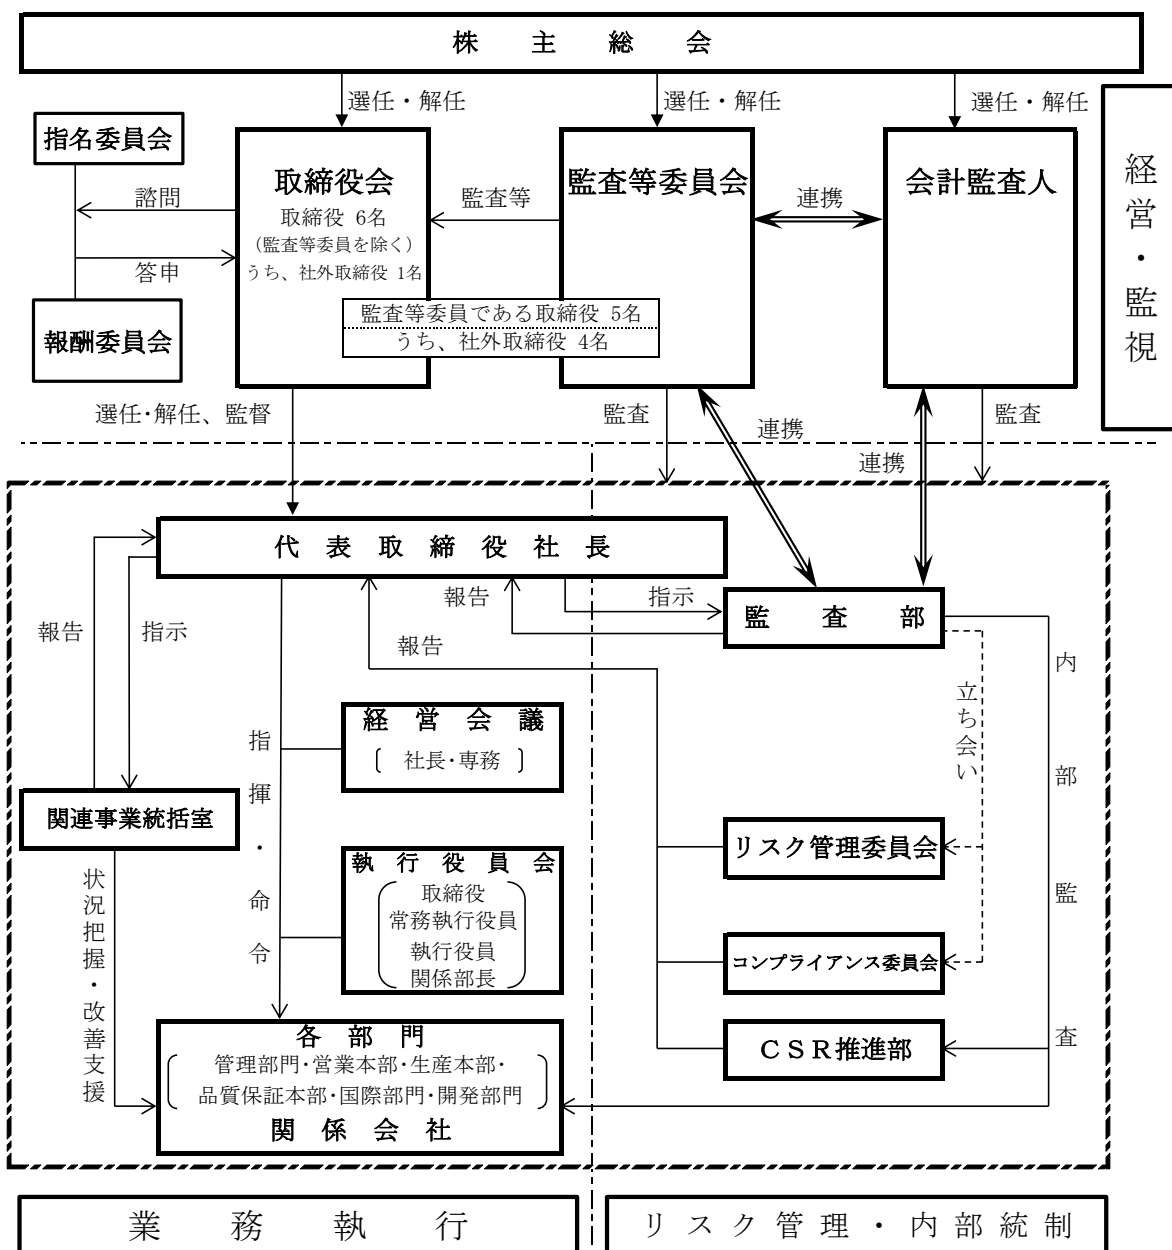 株主総会
選任・解任
選任・解任
選任・解任
経営・監視
指名委員会
諮問
答申
報酬委員会
取締役会
取締役 6名
(監査等委員を除く)
うち、社外取締役 1名
監査等
監査等委員会
連携
会計監査人
監査等委員である取締役 5名
うち、社外取締役 4名
選任・解任、監督
監査
連携
連携
監査
代表取締役社長
報告
指示
報告
指示
報告
監査部
立ち会い
内部監査
指揮・命令
経営会議
社長・専務
関連事業統括室
状況把握・改善支援
執行役員会
取締役
常務執行役員
執行役員
関係部長
リスク管理委員会
コンプライアンス委員会
CSR推進部
各部門
管理部門・営業本部・生産本部・
品質保証本部・国際部門・開発部門
関係会社
業務執行
リスク管理・内部統制